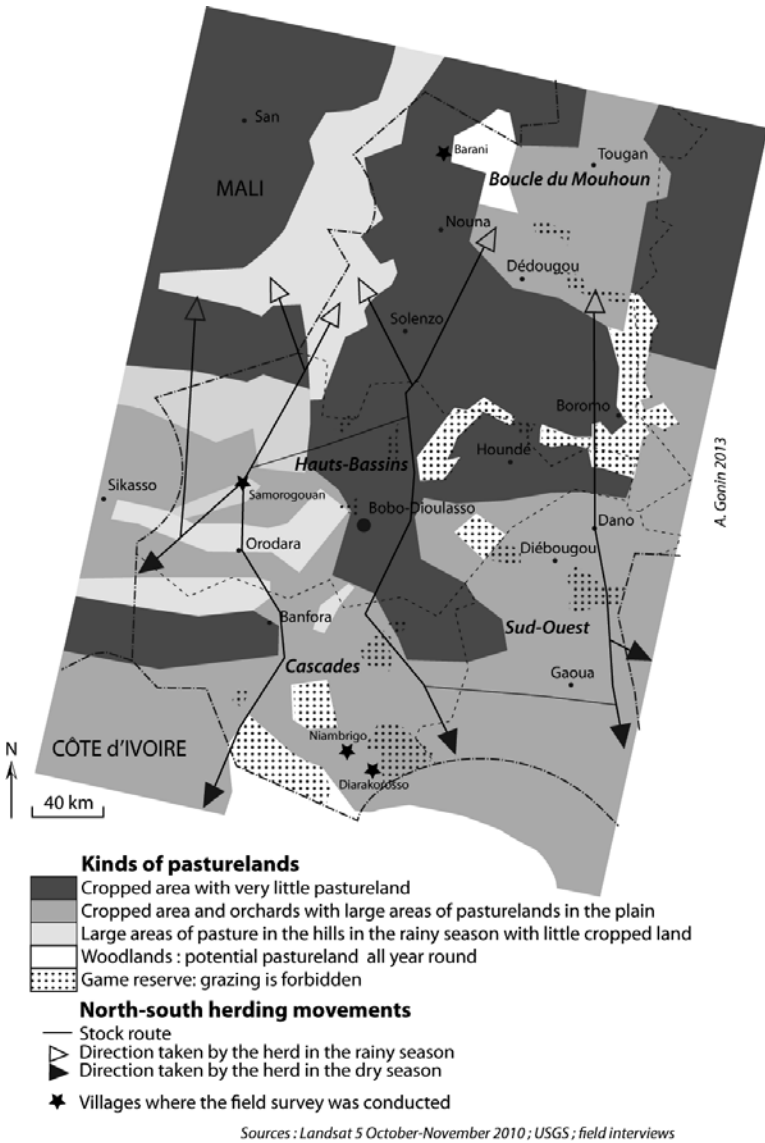 San
Barani
Tougan
MALI
Boucle du Mouhoun
Nouna
Dédougou
Solenzo
Boromo
Houndé
Hauts-Bassins
Sikasso
Samorogouan
Bobo-Dioulasso
Dano
Orodara
Diébougou
Banfora
Sud-Ouest
Cascades
Gaoua
Niambrigo
CÔTE d'IVOIRE
Diarakorosso
N
40 km
A. Gonin 2013
Kinds of pasturelands
Cropped area with very little pastureland
Cropped area and orchards with large areas of pasturelands in the plain
Large areas of pasture in the hills in the rainy season with little cropped land
Woodlands : potential pastureland all year round
Game reserve: grazing is forbidden
North-south herding movements
Stock route
Direction taken by the herd in the rainy season
Direction taken by the herd in the dry season
Villages where the field survey was conducted
Sources : Landsat 5 October-November 2010 ; USGS ; field interviews